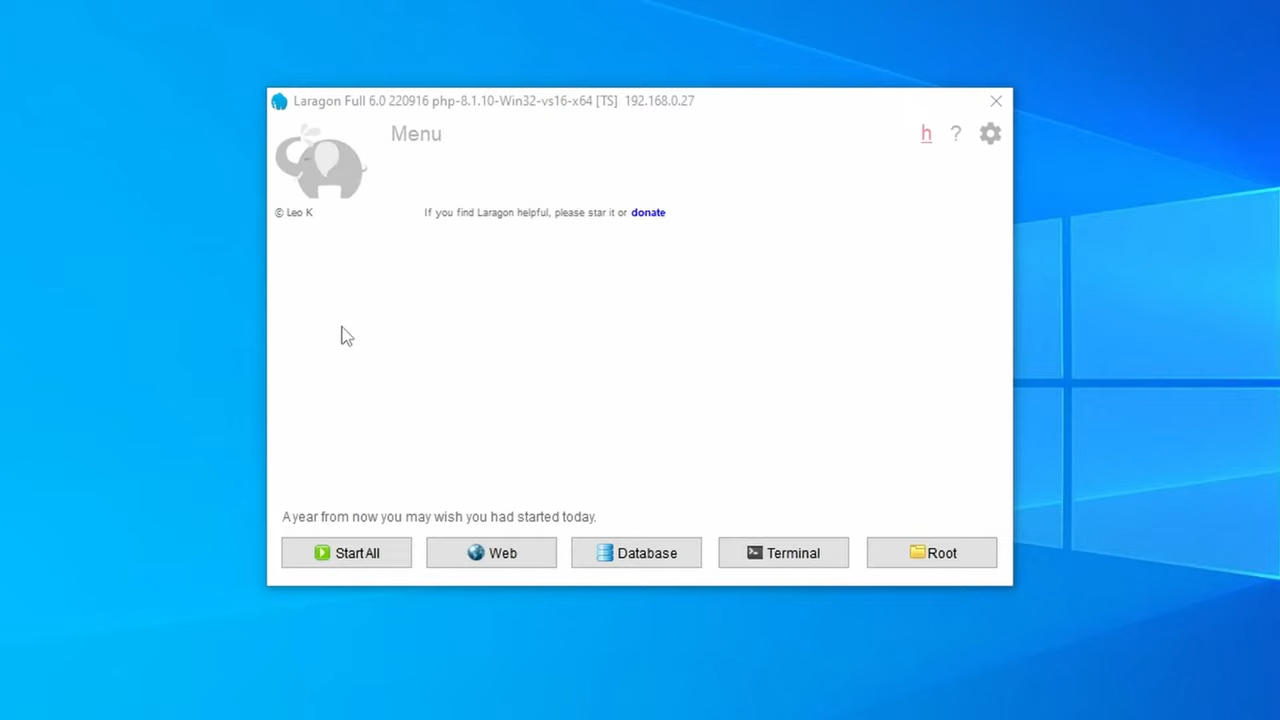 Laragon Full 6.0 220916 php-8.1.10-Win32-vs16-x64 [TS] 192.168.0.27
Menu
h ?
© Leo K
If you find Laragon helpful, please star it or donate
A year from now you may wish you had started today.
Start All
Web
Database
Terminal
Root